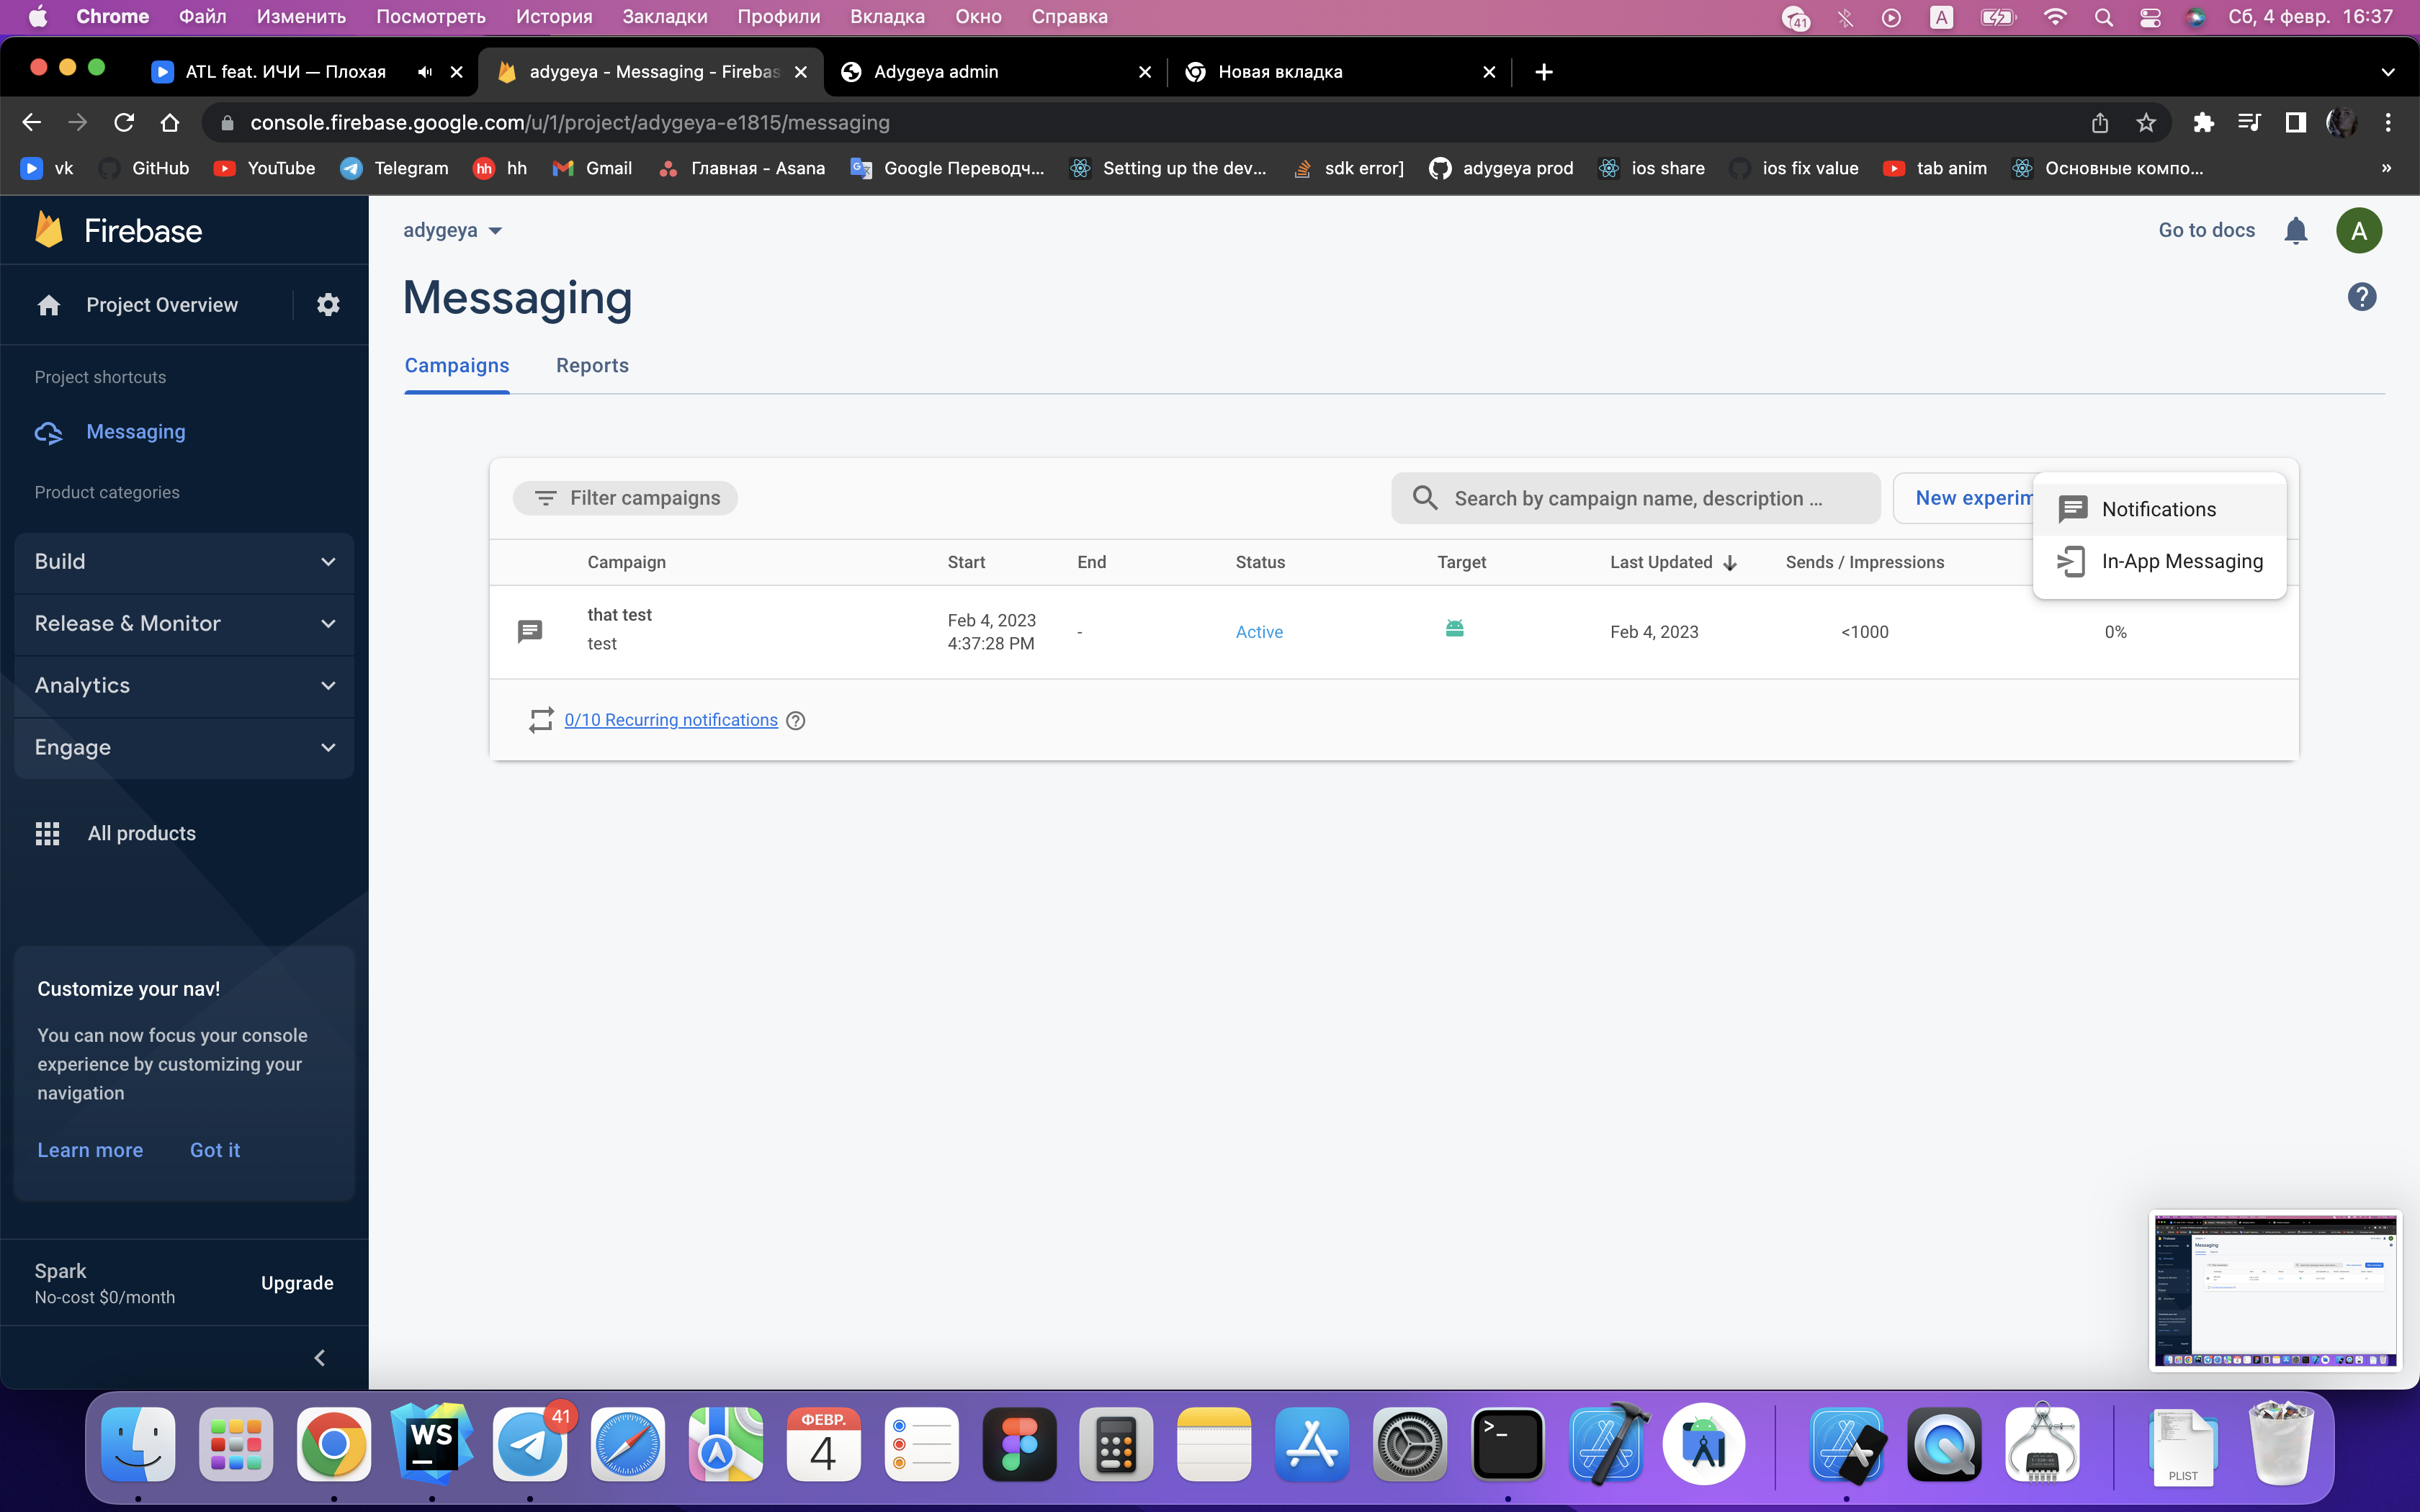 Chrome Файл Изменить Посмотреть История Закладки Профили Вкладка Окно Справка 41 A Сб, 4 февр. 16:37
ATL feat. ИЧИ — Плохая adygeya - Messaging - Firebas Adygeya admin Новая вкладка
console.firebase.google.com/u/1/project/adygeya-e1815/messaging
vk GitHub YouTube Telegram hh hh Gmail Главная - Asana Google Переводч... Setting up the dev... sdk error] adygeya prod ios share ios fix value tab anim Основные компо... »
Firebase
Project Overview
Project shortcuts
Messaging
Product categories
Build
Release & Monitor
Analytics
Engage
All products
Customize your nav!
You can now focus your console
experience by customizing your
navigation
Learn more Got it
Spark
No-cost $0/month
Upgrade
adygeya
Go to docs
A
Messaging
Campaigns Reports
Filter campaigns
Search by campaign name, description ...
New experim
Notifications
In-App Messaging
Campaign Start End Status Target Last Updated Sends / Impressions
that test
test
Feb 4, 2023
4:37:28 PM
-
Active
Feb 4, 2023
<1000
0%
0/10 Recurring notifications
WS
41
ФЕВР.
4
PLIST